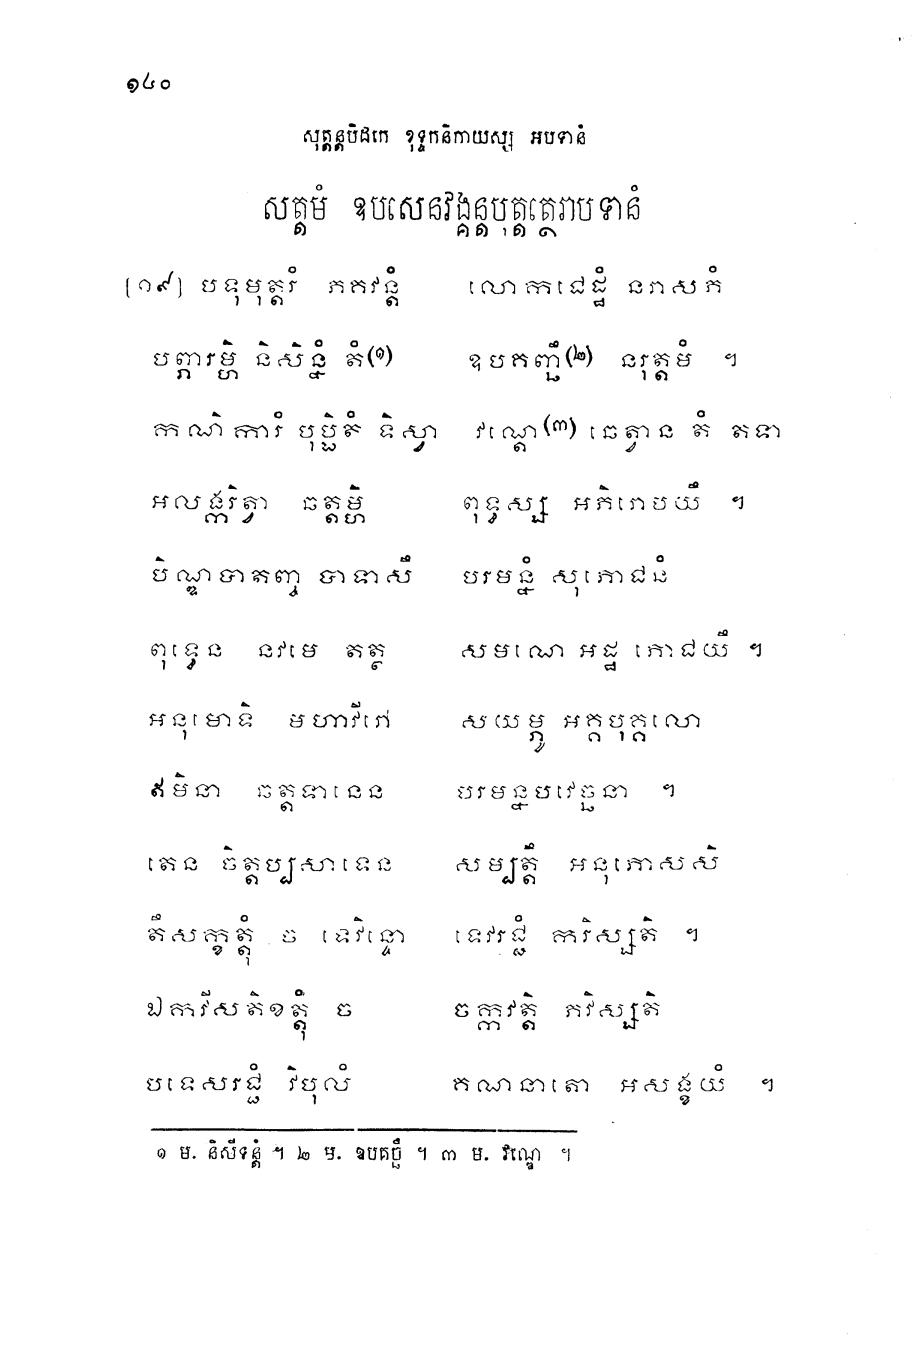 ១៤០
សុត្តន្តបិដកេ ខុទ្ទកនិកាយស្ស អបទានំ
សត្តមំ ឧបសេនវង្គន្តបុត្តត្ថេរាបទានំ
[១៩] បទុមុត្តរំ ភគវន្តំ លោកជេដ្ឋំ នរាសភំ
បព្ភារម្ហិ និសិន្នំ តំ(១) ឧបគញ្ឆឹ(២) នរុត្តមំ ។
កណិការំ បុប្ផិតំ ទិស្វា វណ្ដេ(៣) ឆេត្វាន តំ តទា
អលង្ករិត្វា ឆត្តម្ហិ ពុទ្ធស្ស អភិរោបយឹ ។
បិណ្ឌបាតញ្ច បាទាសឹ បរមន្នំ សុភោជនំ
ពុទ្ធេន នវមេ តត្ថ សមណេ អដ្ឋ ភោជយឹ ។
អនុមោទិ មហាវីរោ សយម្ភូ អគ្គបុគ្គលោ
ឥមិនា ឆត្តទានេន បរមន្នបវេច្ឆនា ។
តេន ចិត្តប្បសាទេន សម្បត្តឹ អនុភោស្សសិ
តឹសក្ខត្តុំ ច ទេវិន្ទោ ទេវរជ្ជំ ករិស្សតិ ។
ឯកវីសតិខត្តុំ ច ចក្កវត្តិ ភវិស្សតិ
បទេសរជ្ជំ វិបុលំ គណនាតោ អសង្ខយំ ។
១ ម. និសីទន្តំ ។ ២ ម. ឧបគច្ឆឹ ។ ៣ ម. វណ្ឌេ ។